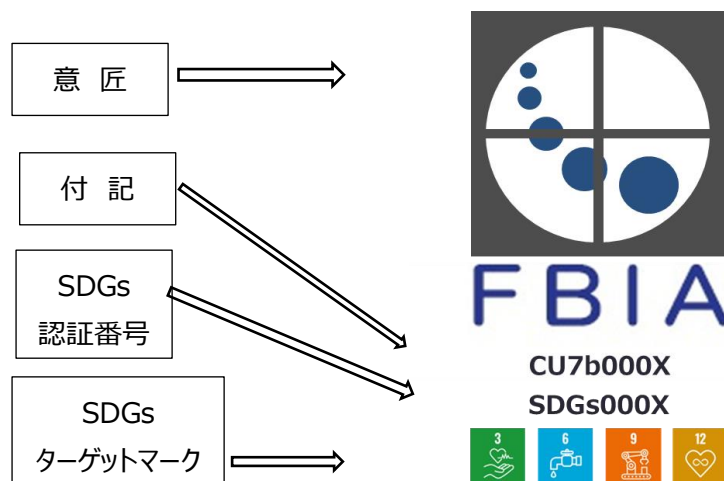 意 匠
付 記
SDGs
認証番号
SDGs
ターゲットマーク
FBIA
CU7b000X
SDGs000X
3 6 9 12